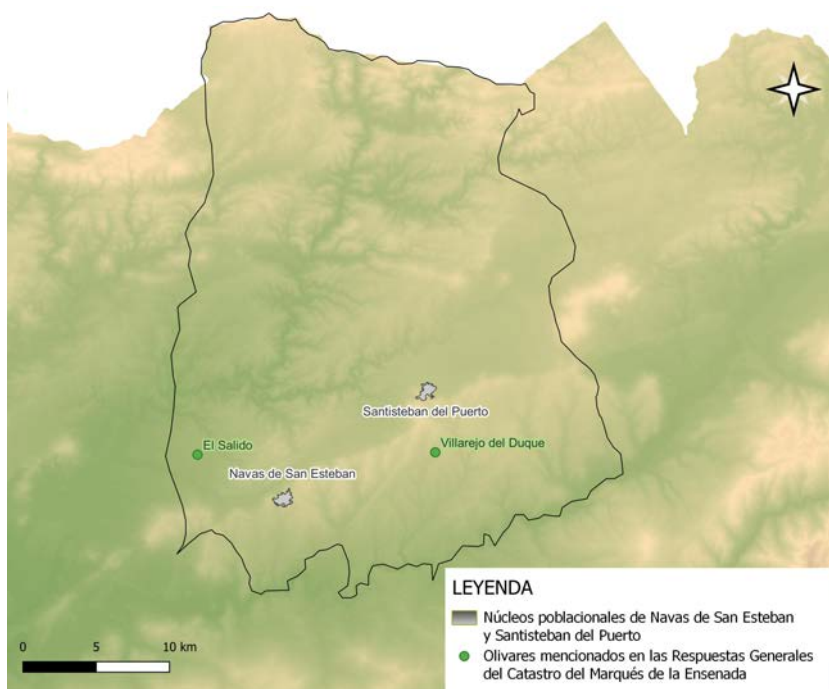 Santisteban del Puerto
El Salido
Villarejo del Duque
Navas de San Esteban
LEYENDA
Núcleos poblacionales de Navas de San Esteban
y Santisteban del Puerto
Olivares mencionados en las Respuestas Generales
del Catastro del Marqués de la Ensenada
0 5 10 km